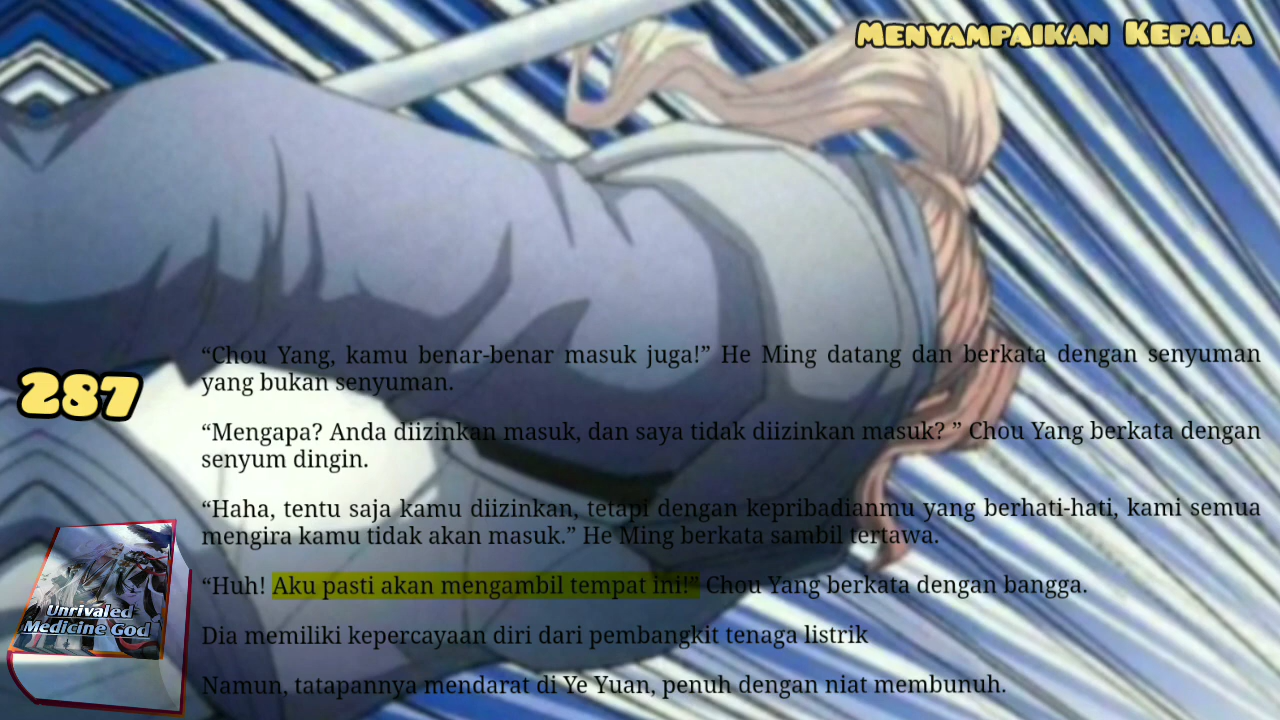 Menyampaikan Kepala
“Chou Yang, kamu benar-benar masuk juga!” He Ming datang dan berkata dengan senyuman
yang bukan senyuman.
287
“Mengapa? Anda diizinkan masuk, dan saya tidak diizinkan masuk? ” Chou Yang berkata dengan
senyum dingin.
“Haha, tentu saja kamu diizinkan, tetapi dengan kepribadianmu yang berhati-hati, kami semua
mengira kamu tidak akan masuk.” He Ming berkata sambil tertawa.
“Huh! Aku pasti akan mengambil tempat ini!” Chou Yang berkata dengan bangga.
Unrivaled
Medicine God
Dia memiliki kepercayaan diri dari pembangkit tenaga listrik
Namun, tatapannya mendarat di Ye Yuan, penuh dengan niat membunuh.